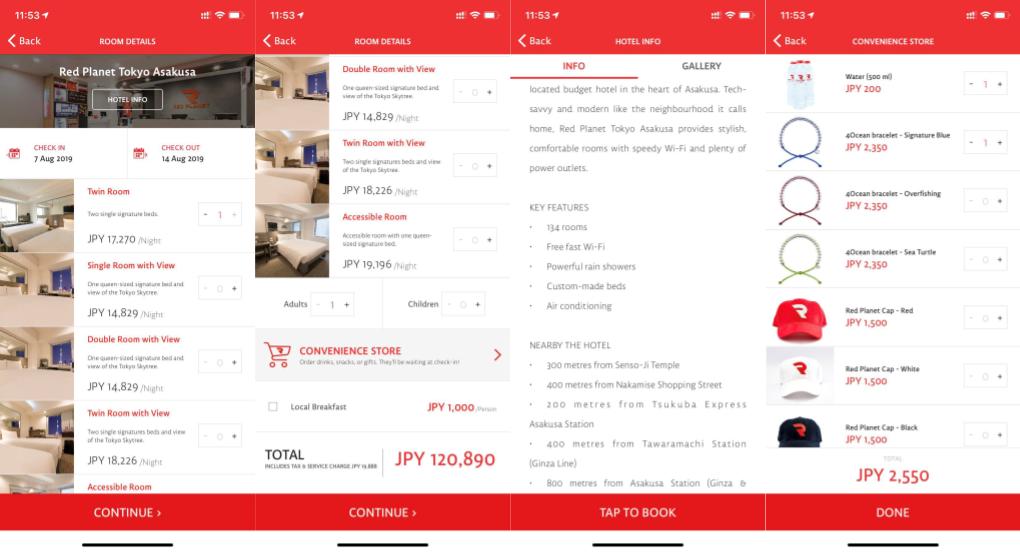 11:53
Back
ROOM DETAILS
Red Planet Tokyo Asakusa
HOTEL INFO
RED PLANET
CHECK IN
7 Aug 2019
CHECK OUT
14 Aug 2019
Twin Room
Two single signature beds.
- 1 +
JPY 17,270 /Night
Single Room with View
One queen-sized signature bed and
view of the Tokyo Skytree.
- 0 +
JPY 14,829 /Night
Double Room with View
One queen-sized signature bed and
view of the Tokyo Skytree.
- 0 +
JPY 14,829 /Night
Twin Room with View
Two single signatures beds and view
of the Tokyo Skytree.
- 0 +
JPY 18,226 /Night
Accessible Room
CONTINUE >
11:53
Back
ROOM DETAILS
Double Room with View
One queen-sized signature bed and
view of the Tokyo Skytree.
- 0 +
JPY 14,829 /Night
Twin Room with View
Two single signatures beds and view
of the Tokyo Skytree.
- 0 +
JPY 18,226 /Night
Accessible Room
Accessible room with one queen-
sized signature bed.
- 0 +
JPY 19,196 /Night
Adults - 1 +
Children - 0 +
CONVENIENCE STORE
Order drinks, snacks, or gifts. They'll be waiting at check-in!
Local Breakfast
JPY 1,000 /Person
TOTAL
INCLUDES TAX & SERVICE CHARGE JPY 19,888
JPY 120,890
CONTINUE >
11:53
Back
HOTEL INFO
INFO
GALLERY
located budget hotel in the heart of Asakusa. Tech-
savvy and modern like the neighbourhood it calls
home, Red Planet Tokyo Asakusa provides stylish,
comfortable rooms with speedy Wi-Fi and plenty of
power outlets.
KEY FEATURES
• 134 rooms
• Free fast Wi-Fi
• Powerful rain showers
• Custom-made beds
• Air conditioning
NEARBY THE HOTEL
• 300 metres from Senso-Ji Temple
• 400 metres from Nakamise Shopping Street
• 200 metres from Tsukuba Express
Asakusa Station
• 400 metres from Tawaramachi Station
(Ginza Line)
• 800 metres from Asakusa Station (Ginza &
TAP TO BOOK
11:53
Back
CONVENIENCE STORE
Water (500 ml)
JPY 200
- 1 +
4Ocean bracelet - Signature Blue
JPY 2,350
- 1 +
4Ocean bracelet - Overfishing
JPY 2,350
- 0 +
4Ocean bracelet - Sea Turtle
JPY 2,350
- 0 +
Red Planet Cap - Red
JPY 1,500
- 0 +
Red Planet Cap - White
JPY 1,500
- 0 +
Red Planet Cap - Black
JPY 1,500
- 0 +
TOTAL
JPY 2,550
DONE